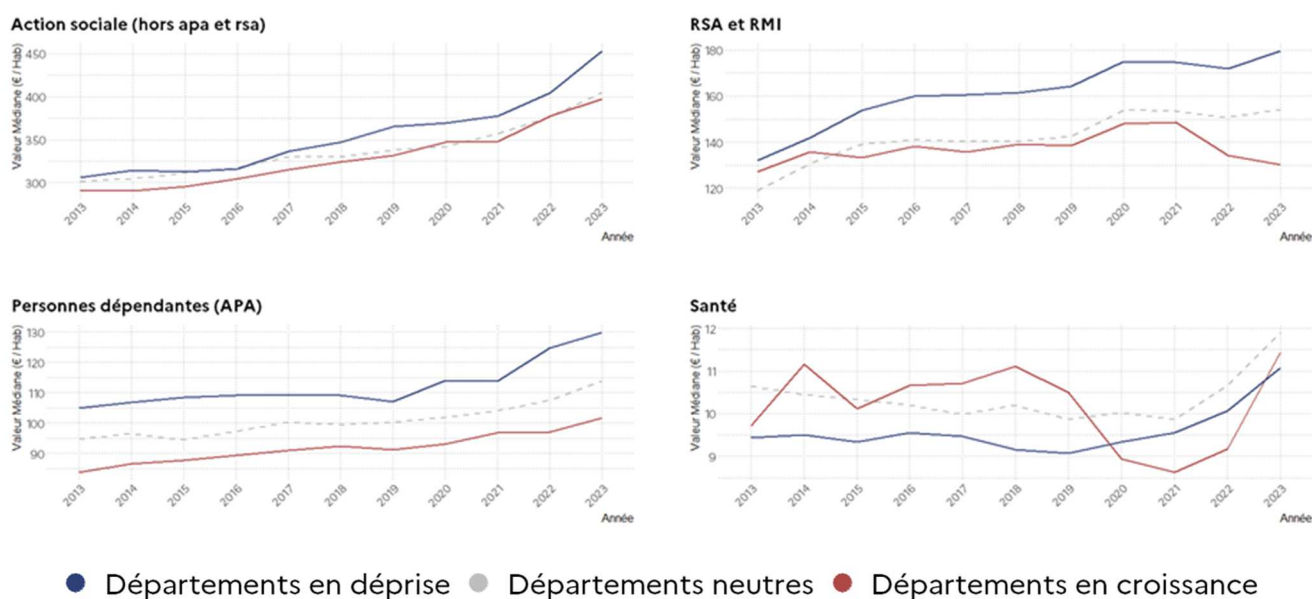 Action sociale (hors apa et rsa)
Valeur Médiane (€ / Hab)
450
400
350
300
2013 2014 2015 2016 2017 2018 2019 2020 2021 2022 2023
Année
RSA et RMI
Valeur Médiane (€ / Hab)
180
160
140
120
2013 2014 2015 2016 2017 2018 2019 2020 2021 2022 2023
Année
Personnes dépendantes (APA)
Valeur Médiane (€ / Hab)
130
120
110
100
90
2013 2014 2015 2016 2017 2018 2019 2020 2021 2022 2023
Année
Santé
Valeur Médiane (€ / Hab)
12
11
10
9
2013 2014 2015 2016 2017 2018 2019 2020 2021 2022 2023
Année
Départements en déprise Départements neutres Départements en croissance